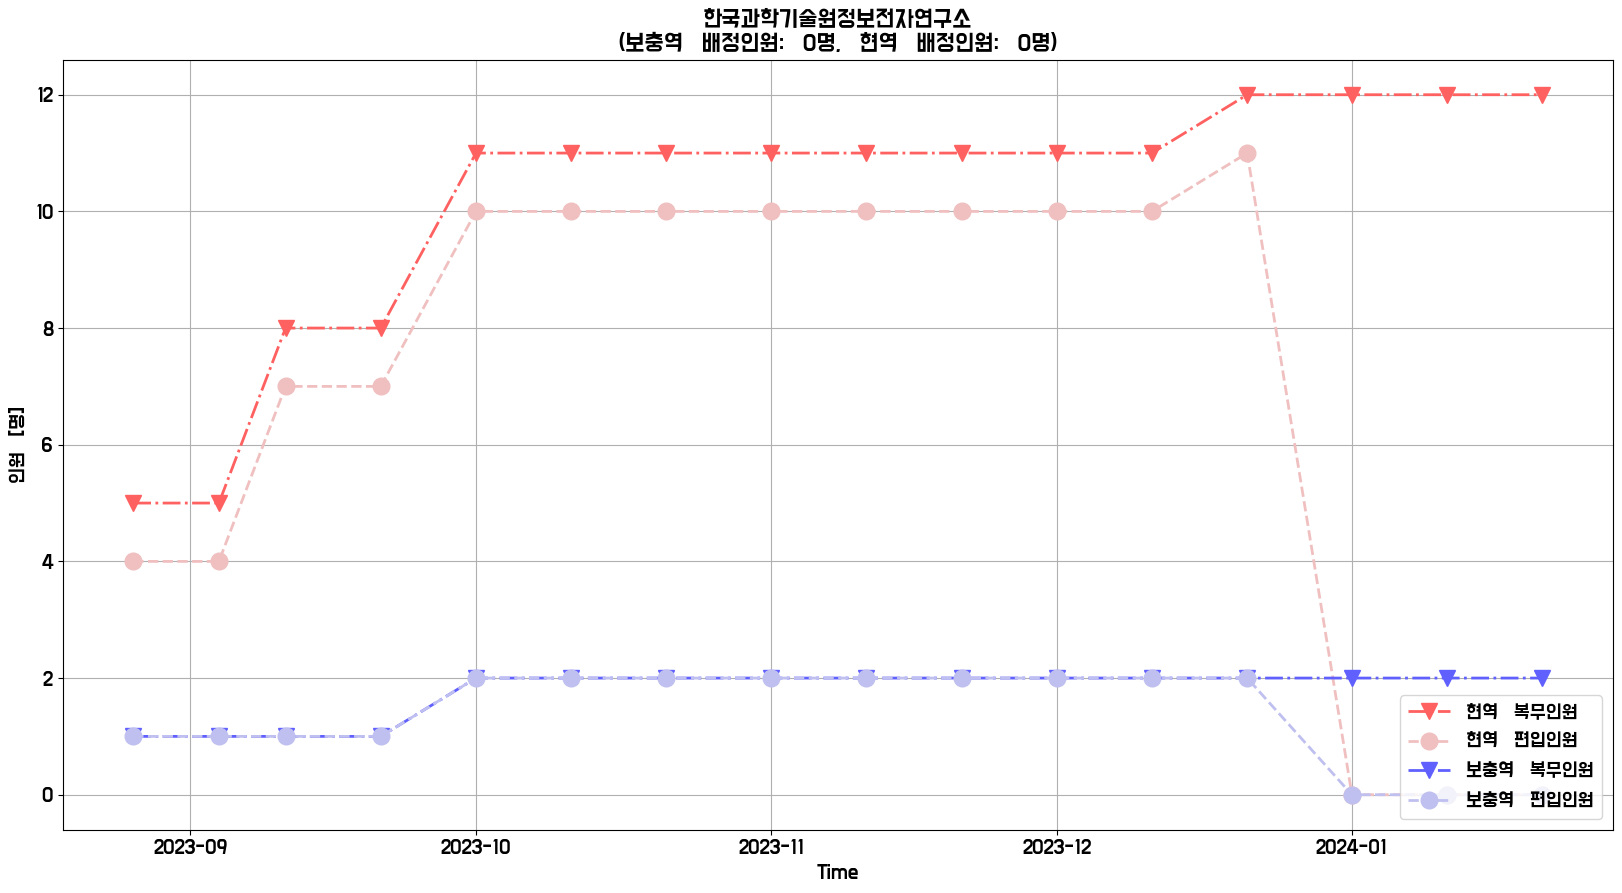 한국과학기술원정보전자연구소
(보충역 배정인원: 0명, 현역 배정인원: 0명)
인원 [명]
12
10
8
6
4
2
0
2023-09
2023-10
2023-11
2023-12
2024-01
Time
현역 복무인원
현역 편입인원
보충역 복무인원
보충역 편입인원